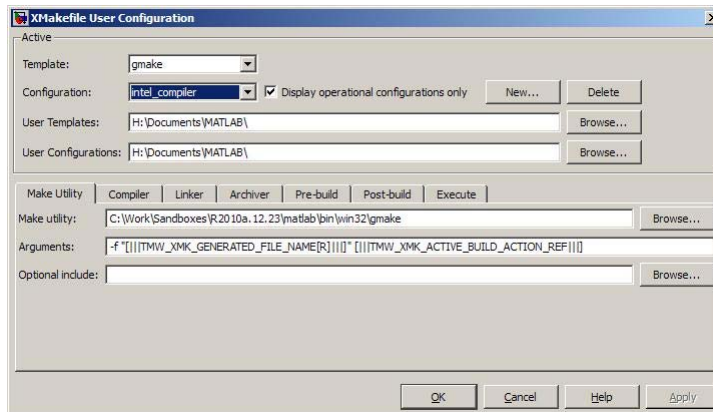 XMakefile User Configuration
Active
Template: gmake
Configuration: intel_compiler Display operational configurations only New... Delete
User Templates: H:\Documents\MATLAB\ Browse...
User Configurations: H:\Documents\MATLAB\ Browse...
Make Utility Compiler Linker Archiver Pre-build Post-build Execute
Make utility: C:\Work\Sandboxes\R2010a.12.23\matlab\bin\win32\gmake Browse...
Arguments: -f "[|||TMW_XMK_GENERATED_FILE_NAME[R]|||]" [|||TMW_XMK_ACTIVE_BUILD_ACTION_REF|||]
Optional include: Browse...
OK Cancel Help Apply